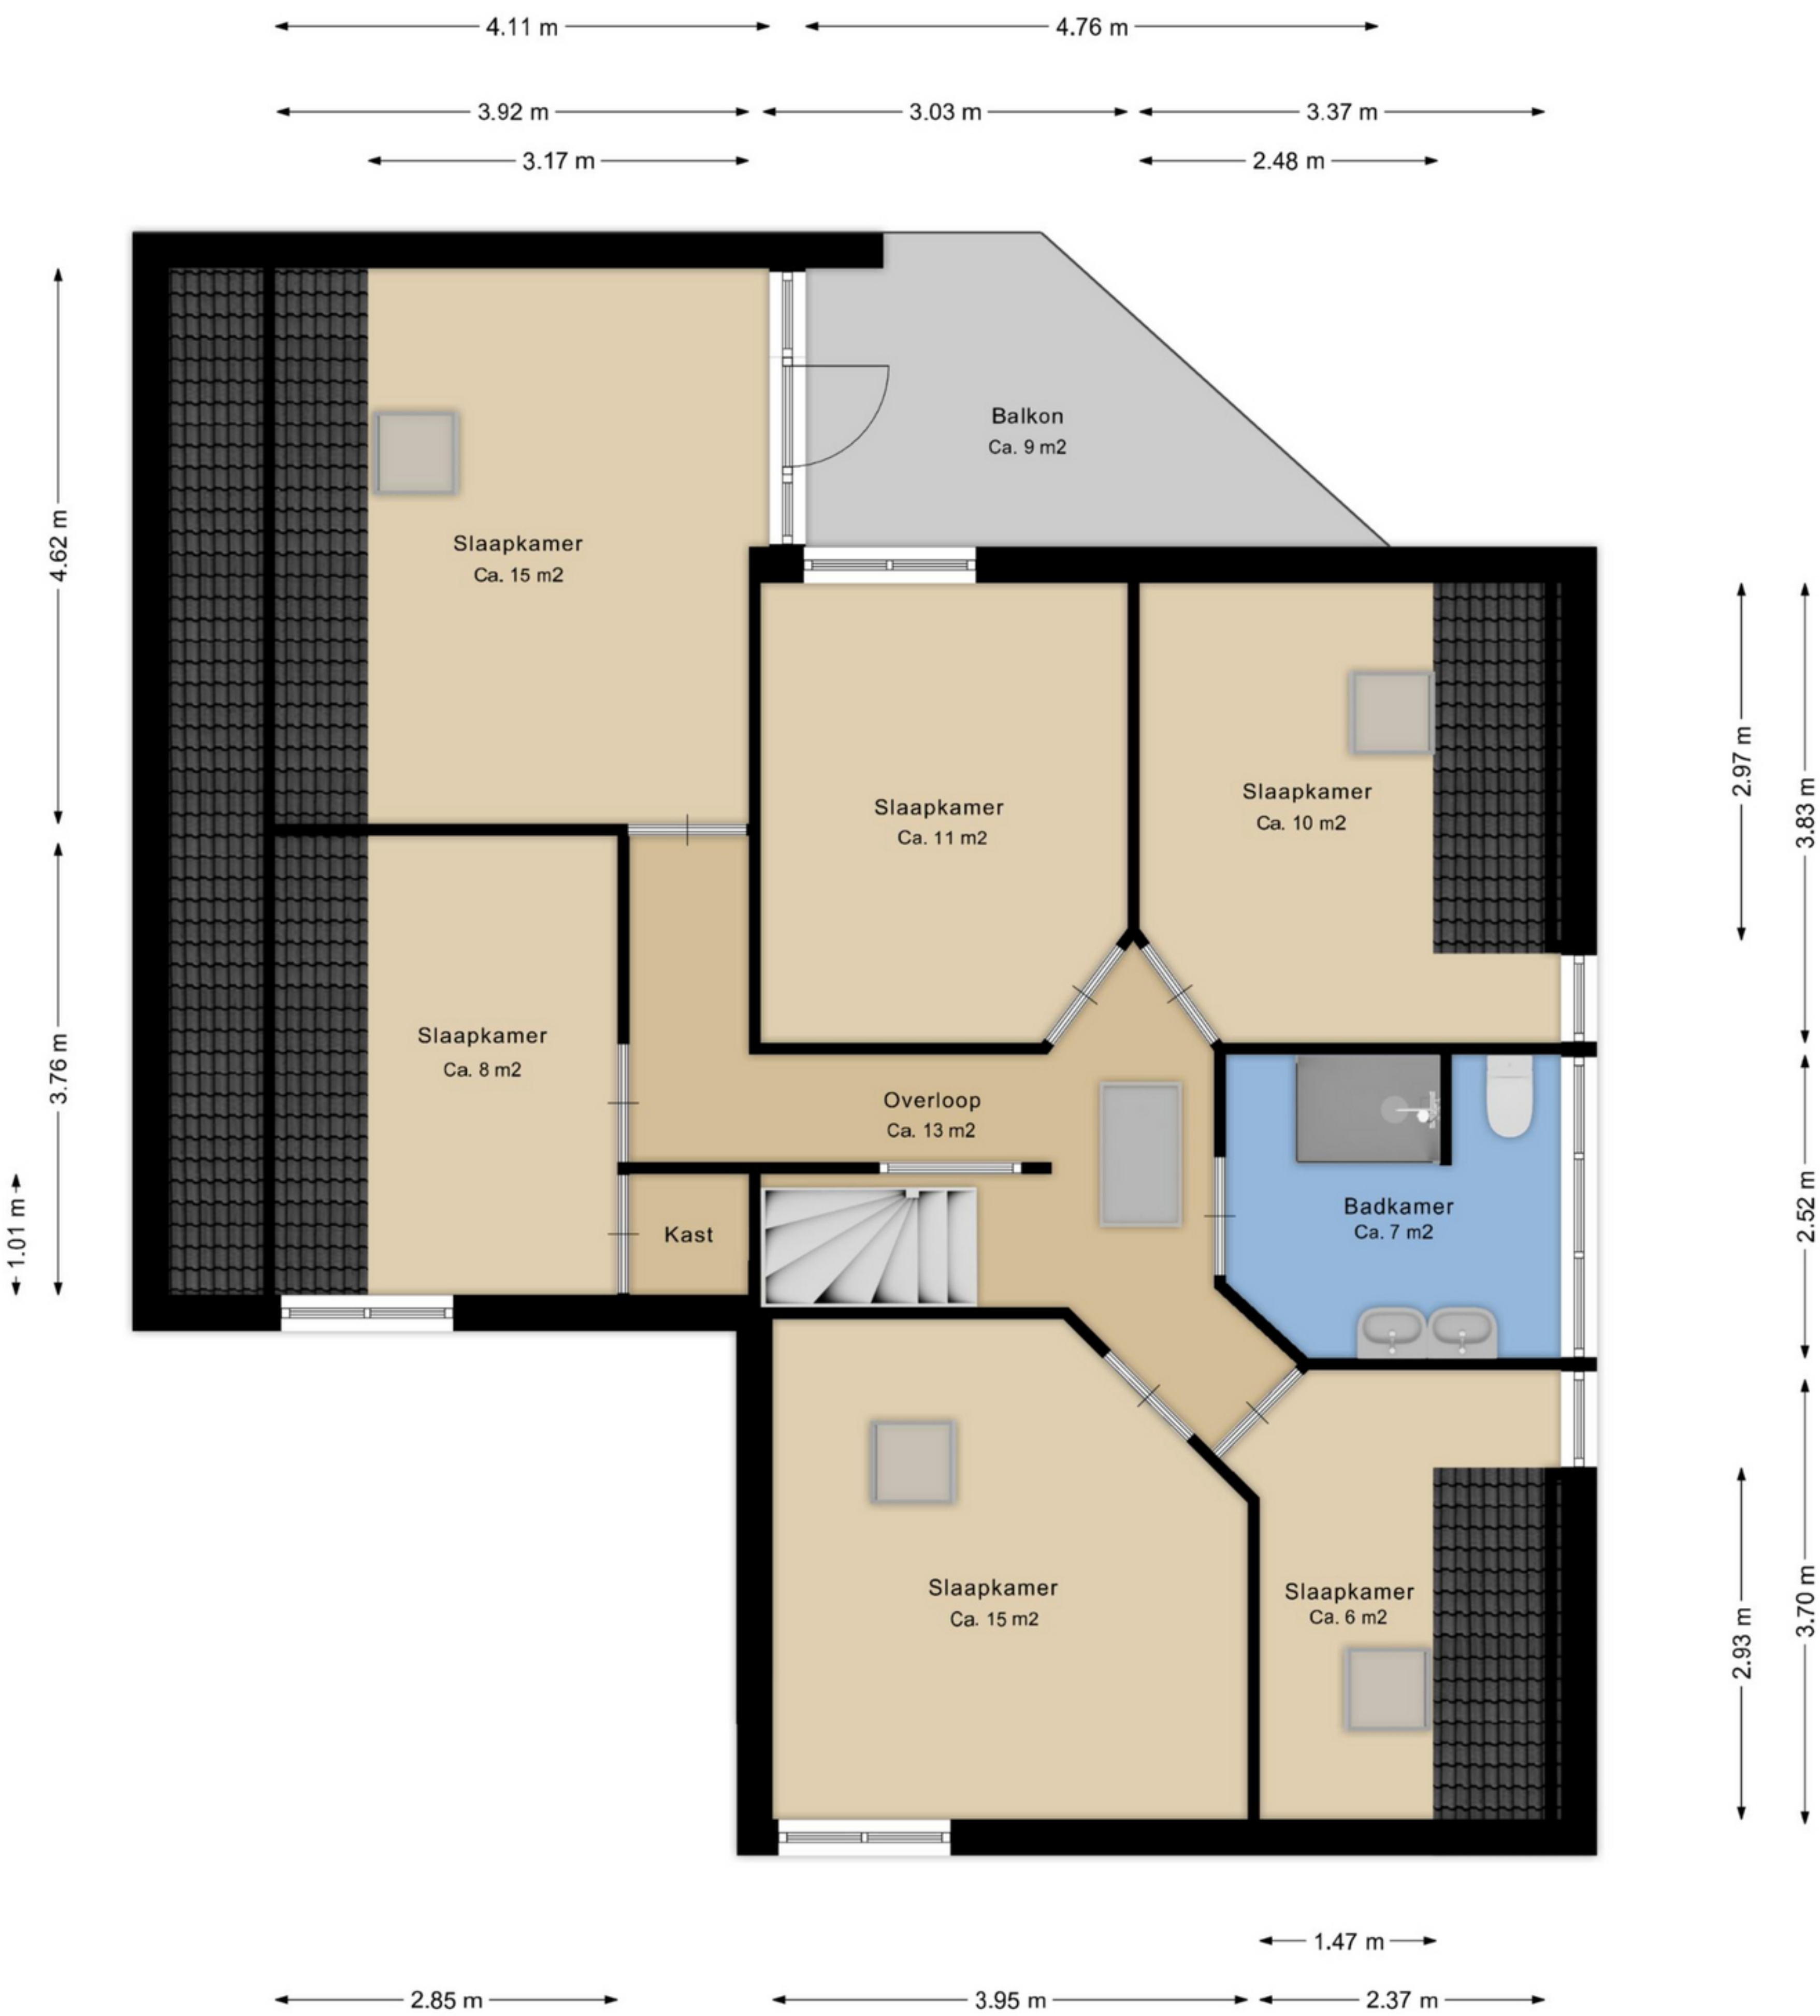 4.11 m
4.76 m
3.92 m
3.03 m
3.37 m
3.17 m
2.48 m
4.62 m
3.76 m
1.01 m
Balkon
Ca. 9 m2
Slaapkamer
Ca. 15 m2
Slaapkamer
Ca. 11 m2
Slaapkamer
Ca. 10 m2
2.97 m
3.83 m
Slaapkamer
Ca. 8 m2
Overloop
Ca. 13 m2
Kast
Badkamer
Ca. 7 m2
2.52 m
Slaapkamer
Ca. 15 m2
Slaapkamer
Ca. 6 m2
2.93 m
3.70 m
1.47 m
2.85 m
3.95 m
2.37 m